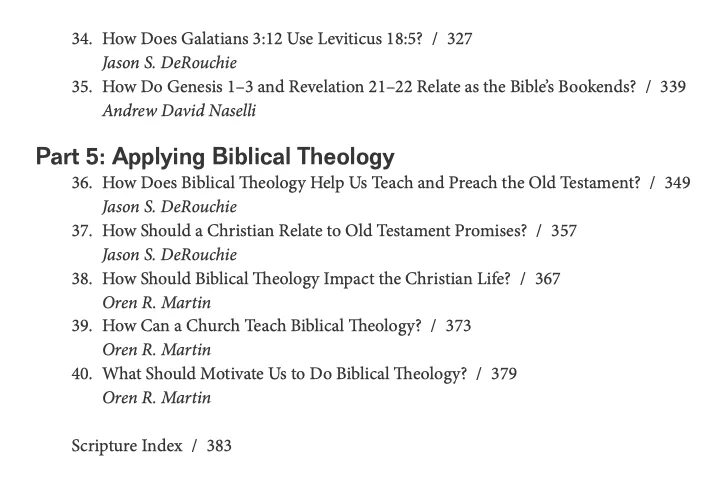 34. How Does Galatians 3:12 Use Leviticus 18:5? / 327
Jason S. DeRouchie
35. How Do Genesis 1–3 and Revelation 21–22 Relate as the Bible’s Bookends? / 339
Andrew David Naselli
Part 5: Applying Biblical Theology
36. How Does Biblical Theology Help Us Teach and Preach the Old Testament? / 349
Jason S. DeRouchie
37. How Should a Christian Relate to Old Testament Promises? / 357
Jason S. DeRouchie
38. How Should Biblical Theology Impact the Christian Life? / 367
Oren R. Martin
39. How Can a Church Teach Biblical Theology? / 373
Oren R. Martin
40. What Should Motivate Us to Do Biblical Theology? / 379
Oren R. Martin
Scripture Index / 383